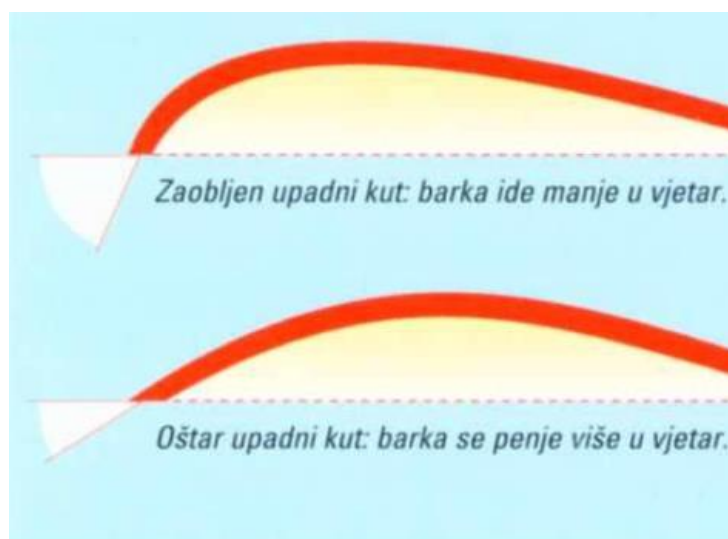 Zaobljen upadni kut: barka ide manje u vjetar.
Oštar upadni kut: barka se penje više u vjetar.